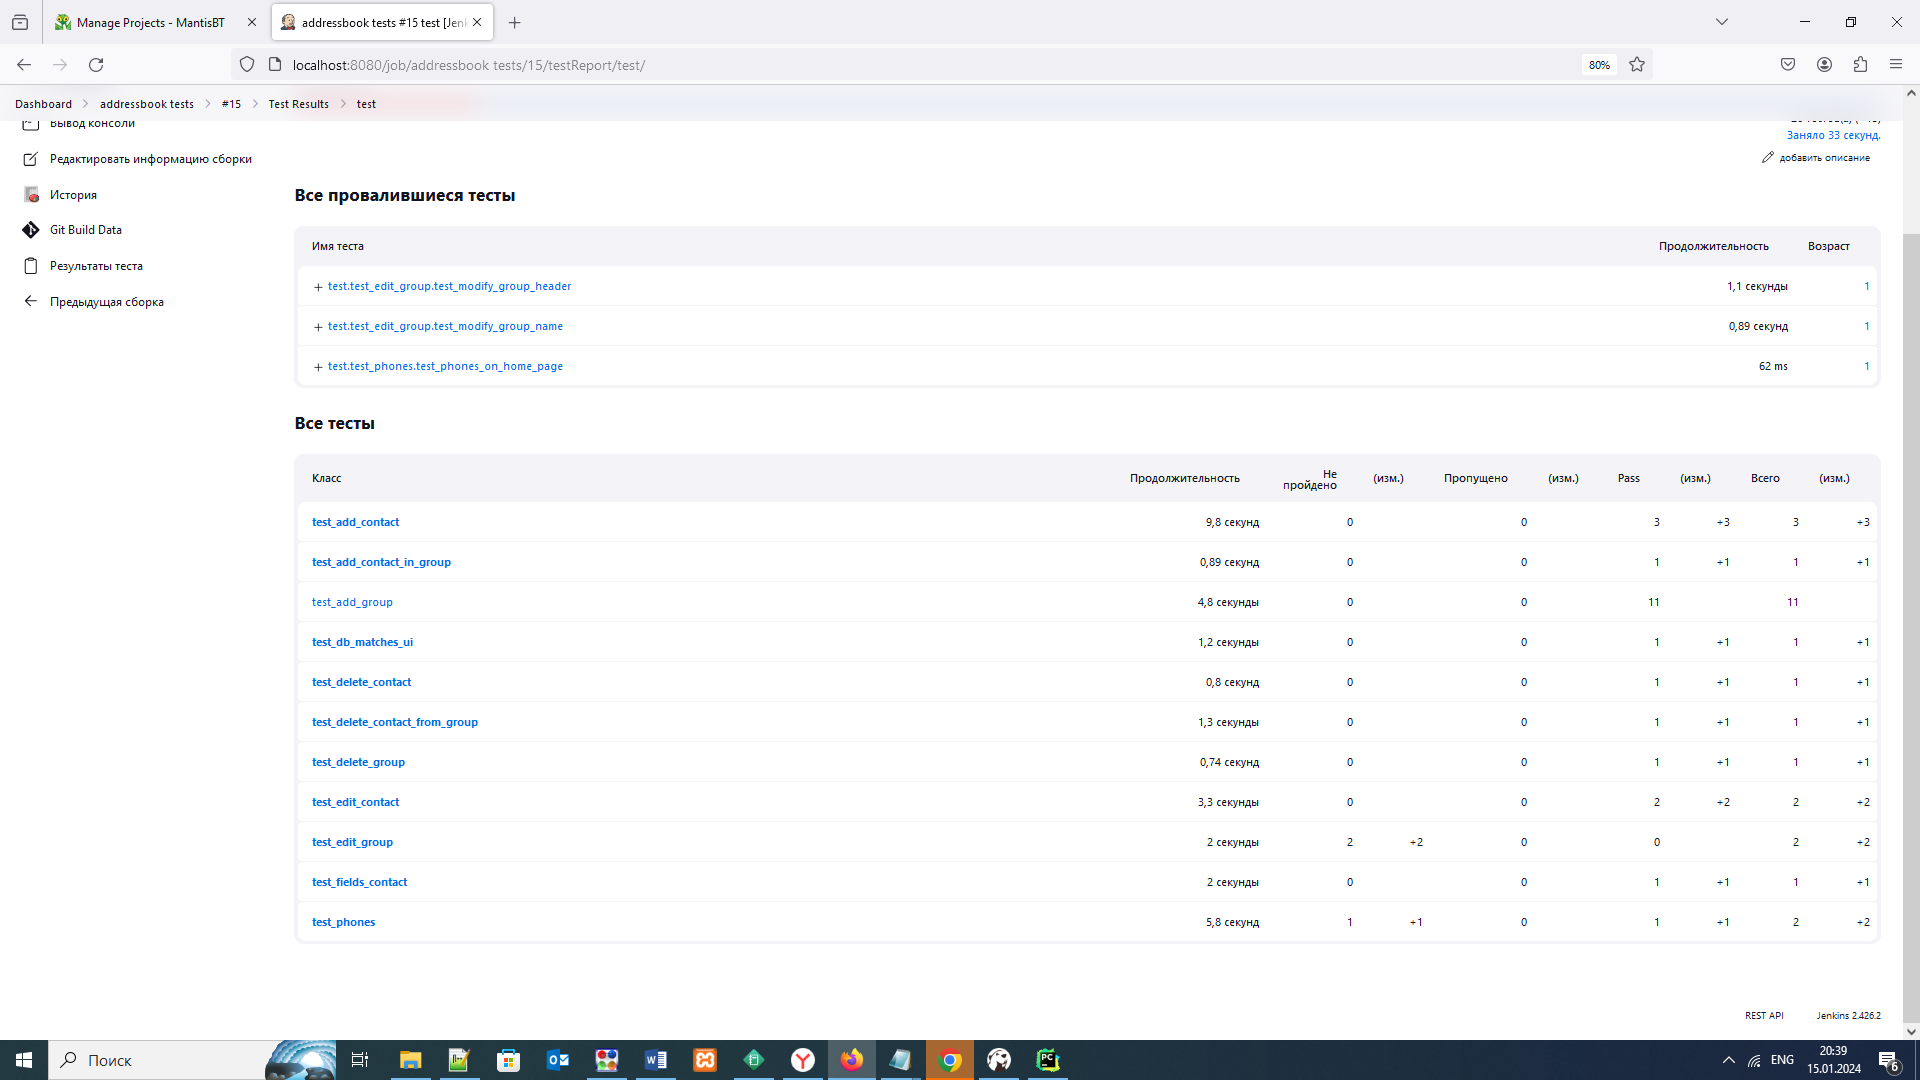 Manage Projects - MantisBT
addressbook tests #15 test [Jen
localhost:8080/job/addressbook tests/15/testReport/test/
80%
Dashboard
addressbook tests
#15
Test Results
test
Вывод консоли
Заняло 33 секунд.
Редактировать информацию сборки
добавить описание
История
Git Build Data
Результаты теста
Предыдущая сборка
Все провалившиеся тесты
Имя теста Продолжительность Возраст
test.test_edit_group.test_modify_group_header 1,1 секунды 1
test.test_edit_group.test_modify_group_name 0,89 секунд 1
test.test_phones.test_phones_on_home_page 62 ms 1
Все тесты
Класс Продолжительность Не пройдено (изм.) Пропущено (изм.) Pass (изм.) Всего (изм.)
test_add_contact 9,8 секунд 0 0 3 +3 3 +3
test_add_contact_in_group 0,89 секунд 0 0 1 +1 1 +1
test_add_group 4,8 секунды 0 0 11 11
test_db_matches_ui 1,2 секунды 0 0 1 +1 1 +1
test_delete_contact 0,8 секунд 0 0 1 +1 1 +1
test_delete_contact_from_group 1,3 секунды 0 0 1 +1 1 +1
test_delete_group 0,74 секунд 0 0 1 +1 1 +1
test_edit_contact 3,3 секунды 0 0 2 +2 2 +2
test_edit_group 2 секунды 2 +2 0 0 2 +2
test_fields_contact 2 секунды 0 0 1 +1 1 +1
test_phones 5,8 секунд 1 +1 0 1 +1 2 +2
REST API Jenkins 2.426.2
Поиск
ENG
20:39
15.01.2024
6